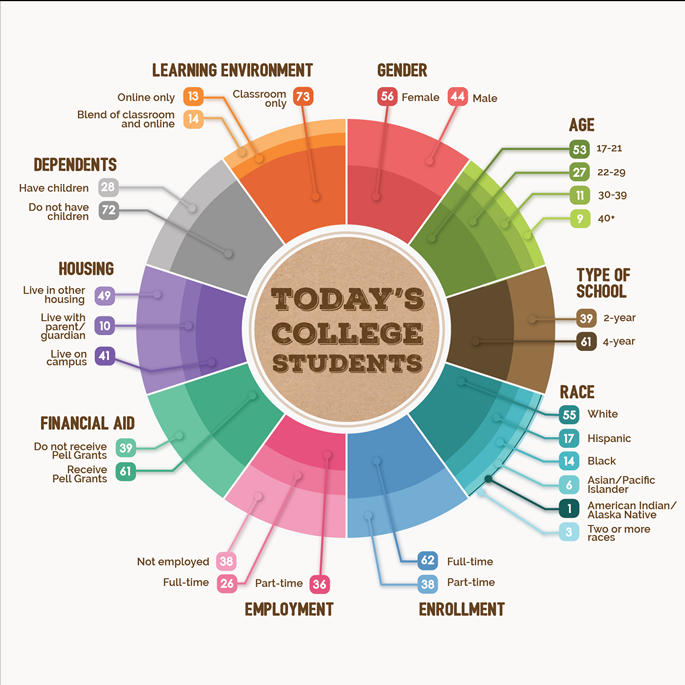 LEARNING ENVIRONMENT
Online only 13
Blend of classroom
and online 14
Classroom
only 73
GENDER
56 Female
44 Male
AGE
53 17-21
27 22-29
11 30-39
9 40+
TYPE OF
SCHOOL
39 2-year
61 4-year
RACE
55 White
17 Hispanic
14 Black
6 Asian/Pacific
Islander
1 American Indian/
Alaska Native
3 Two or more
races
ENROLLMENT
62 Full-time
38 Part-time
EMPLOYMENT
Not employed 38
Full-time 26
Part-time 36
FINANCIAL AID
Do not receive
Pell Grants 39
Receive
Pell Grants 61
HOUSING
Live in other
housing 49
Live with
parent/
guardian 10
Live on
campus 41
DEPENDENTS
Have children 28
Do not have
children 72
TODAY'S
COLLEGE
STUDENTS